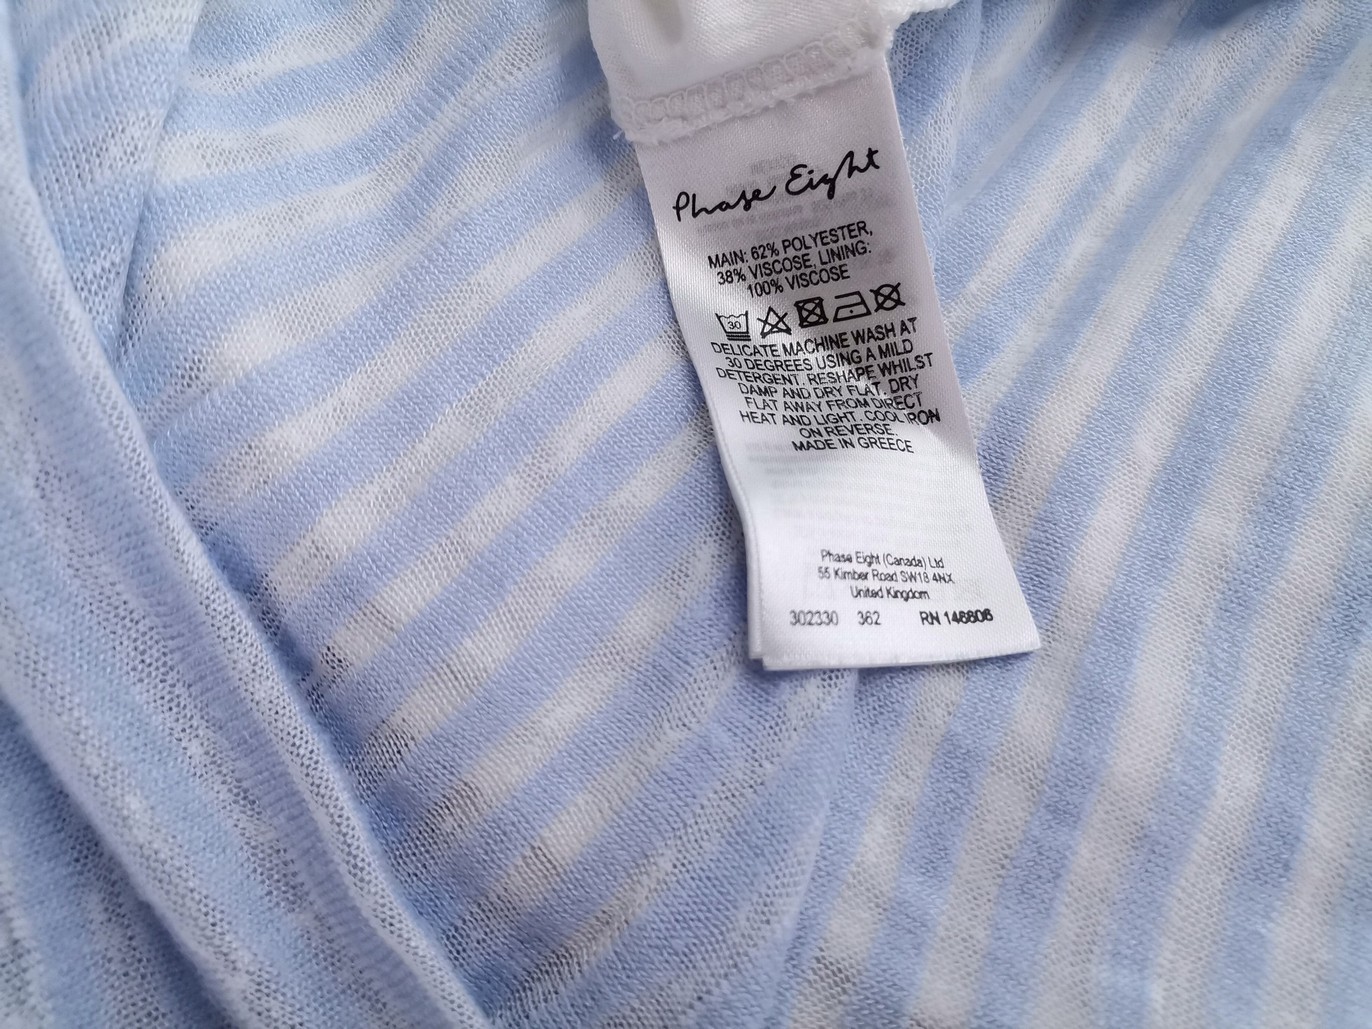 Phase Eight
MAIN: 62% POLYESTER,
38% VISCOSE, LINING:
100% VISCOSE
30
DELICATE MACHINE WASH AT
30 DEGREES USING A MILD
DETERGENT. RESHAPE WHILST
DAMP AND DRY FLAT. DRY
FLAT AWAY FROM DIRECT
HEAT AND LIGHT. COOL IRON
ON REVERSE.
MADE IN GREECE
Phase Eight (Canada) Ltd
55 Kimber Road SW18 4NX
United Kingdom
302330 362 RN 146606